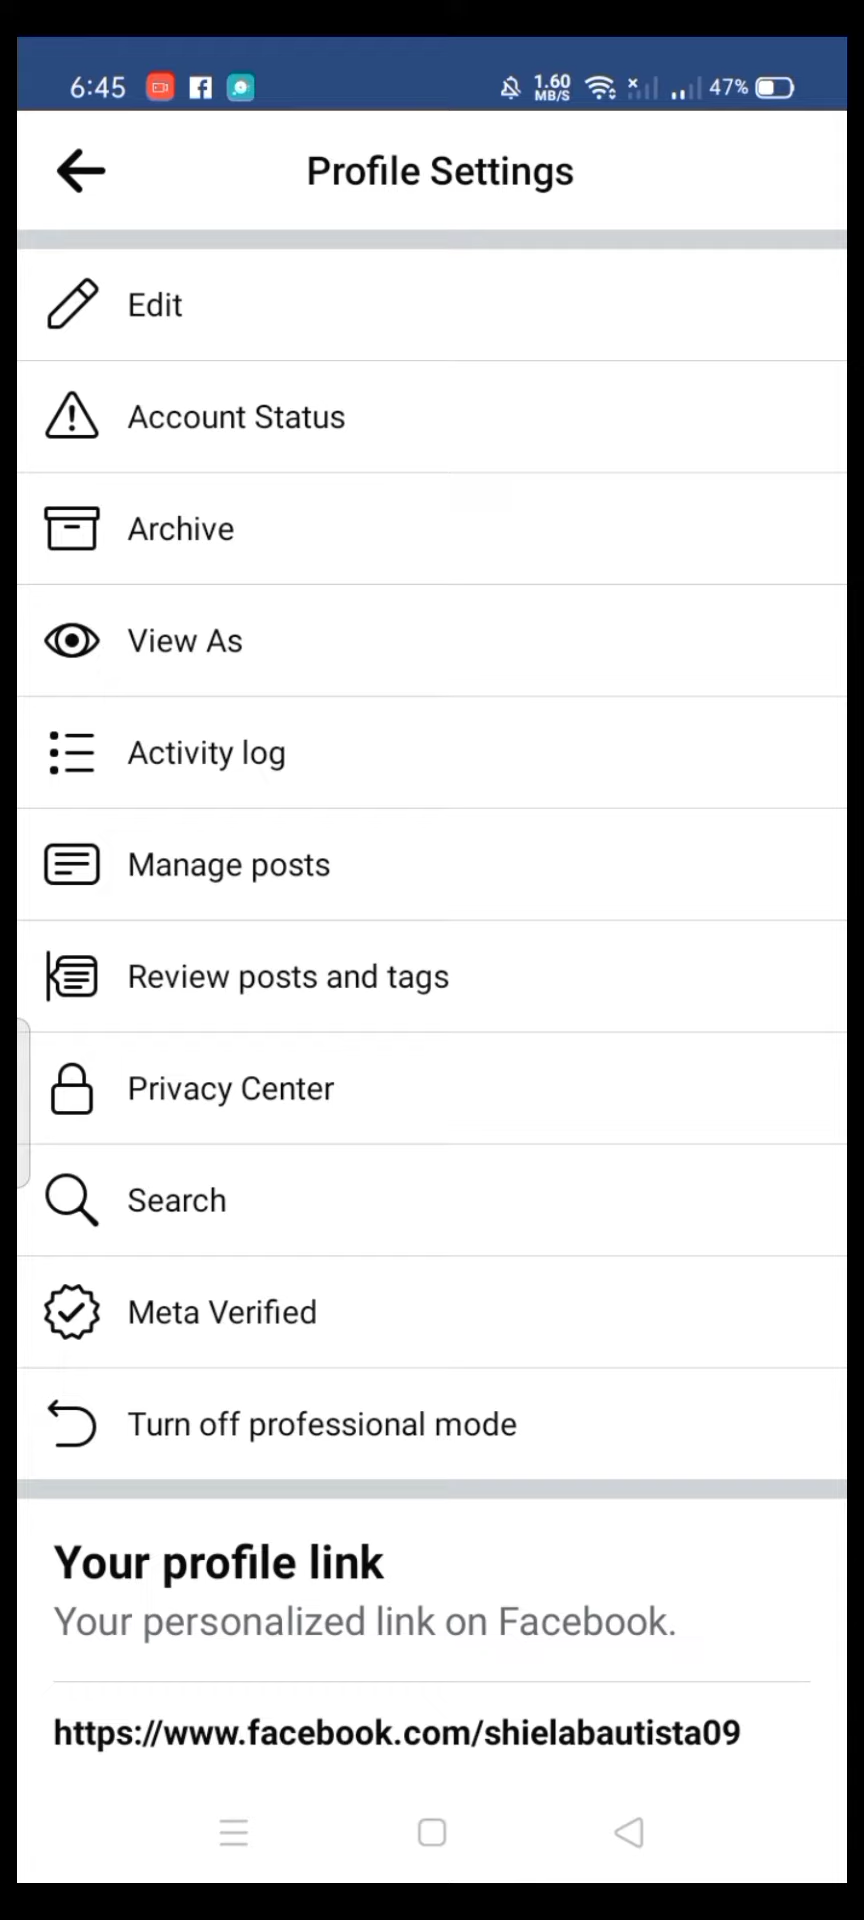 6:45 1.60 MB/S 47%
Profile Settings
Edit
Account Status
Archive
View As
Activity log
Manage posts
Review posts and tags
Privacy Center
Search
Meta Verified
Turn off professional mode
Your profile link
Your personalized link on Facebook.
https://www.facebook.com/shielabautista09